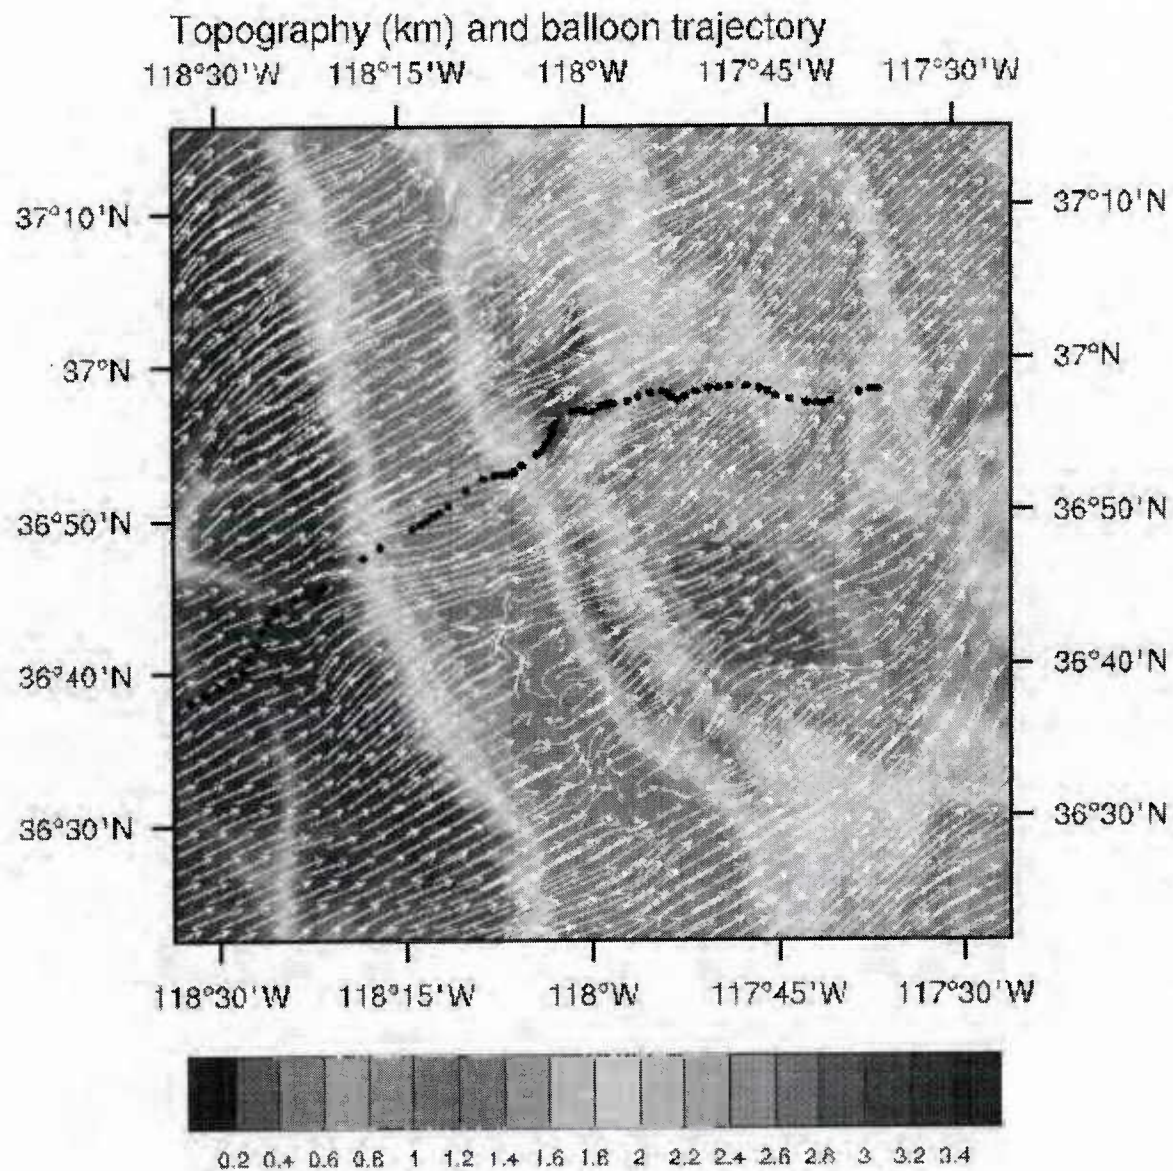 Topography (km) and balloon trajectory
118°30'W 118°15'W 118°W 117°45'W 117°30'W
37°10'N 37°10'N
37°N 37°N
36°50'N 36°50'N
36°40'N 36°40'N
36°30'N 36°30'N
118°30'W 118°15'W 118°W 117°45'W 117°30'W
0.2 0.4 0.6 0.8 1 1.2 1.4 1.6 1.8 2 2.2 2.4 2.6 2.8 3 3.2 3.4